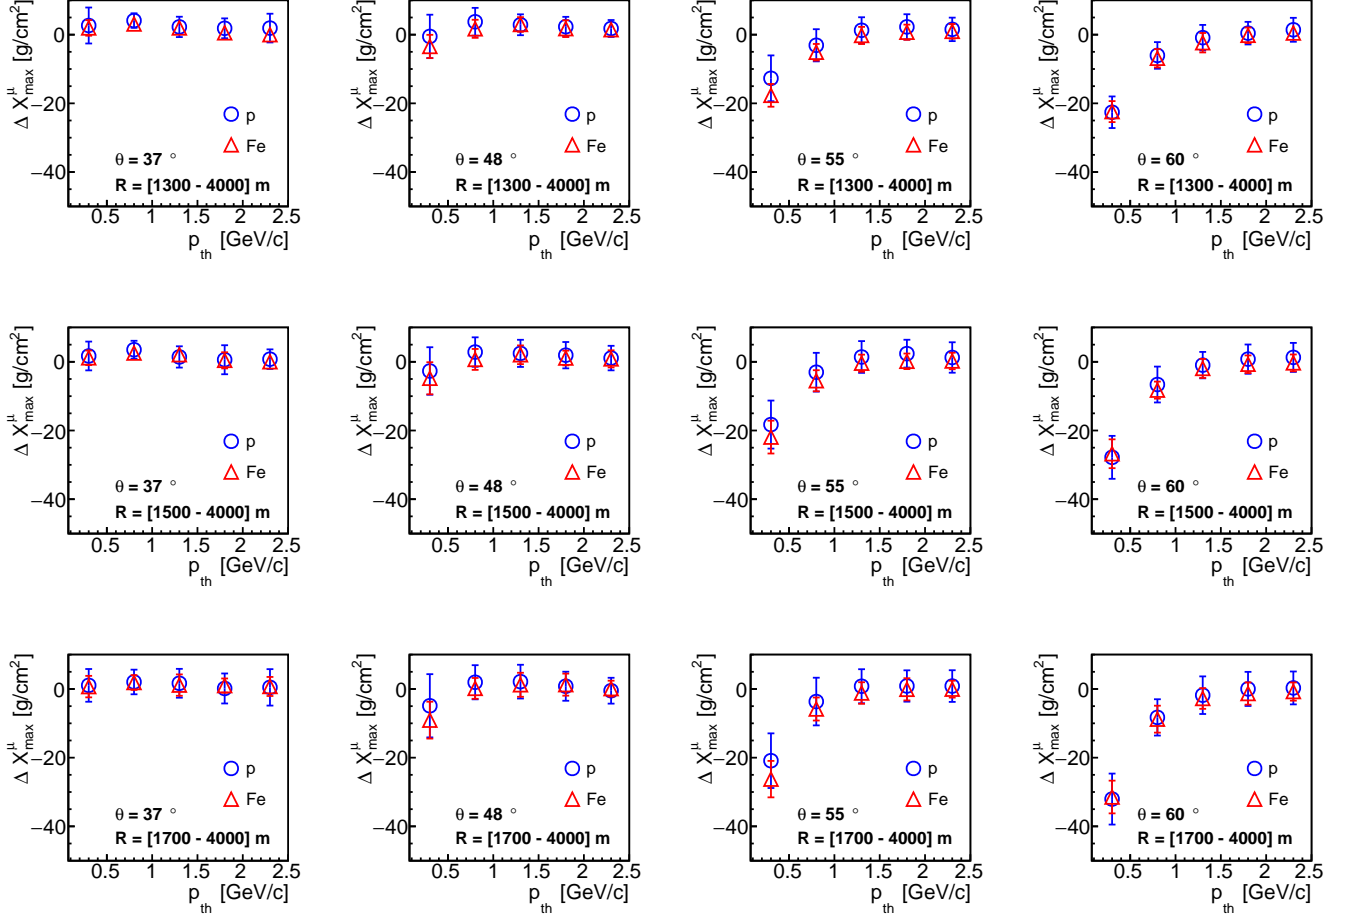 Δ X^μ_max [g/cm²]
0
−20
−40
p
Fe
θ = 37 °
R = [1300 - 4000] m
0.5 1 1.5 2 2.5
p_th [GeV/c]
Δ X^μ_max [g/cm²]
0
−20
−40
p
Fe
θ = 48 °
R = [1300 - 4000] m
0.5 1 1.5 2 2.5
p_th [GeV/c]
Δ X^μ_max [g/cm²]
0
−20
−40
p
Fe
θ = 55 °
R = [1300 - 4000] m
0.5 1 1.5 2 2.5
p_th [GeV/c]
Δ X^μ_max [g/cm²]
0
−20
−40
p
Fe
θ = 60 °
R = [1300 - 4000] m
0.5 1 1.5 2 2.5
p_th [GeV/c]
Δ X^μ_max [g/cm²]
0
−20
−40
p
Fe
θ = 37 °
R = [1500 - 4000] m
0.5 1 1.5 2 2.5
p_th [GeV/c]
Δ X^μ_max [g/cm²]
0
−20
−40
p
Fe
θ = 48 °
R = [1500 - 4000] m
0.5 1 1.5 2 2.5
p_th [GeV/c]
Δ X^μ_max [g/cm²]
0
−20
−40
p
Fe
θ = 55 °
R = [1500 - 4000] m
0.5 1 1.5 2 2.5
p_th [GeV/c]
Δ X^μ_max [g/cm²]
0
−20
−40
p
Fe
θ = 60 °
R = [1500 - 4000] m
0.5 1 1.5 2 2.5
p_th [GeV/c]
Δ X^μ_max [g/cm²]
0
−20
−40
p
Fe
θ = 37 °
R = [1700 - 4000] m
0.5 1 1.5 2 2.5
p_th [GeV/c]
Δ X^μ_max [g/cm²]
0
−20
−40
p
Fe
θ = 48 °
R = [1700 - 4000] m
0.5 1 1.5 2 2.5
p_th [GeV/c]
Δ X^μ_max [g/cm²]
0
−20
−40
p
Fe
θ = 55 °
R = [1700 - 4000] m
0.5 1 1.5 2 2.5
p_th [GeV/c]
Δ X^μ_max [g/cm²]
0
−20
−40
p
Fe
θ = 60 °
R = [1700 - 4000] m
0.5 1 1.5 2 2.5
p_th [GeV/c]